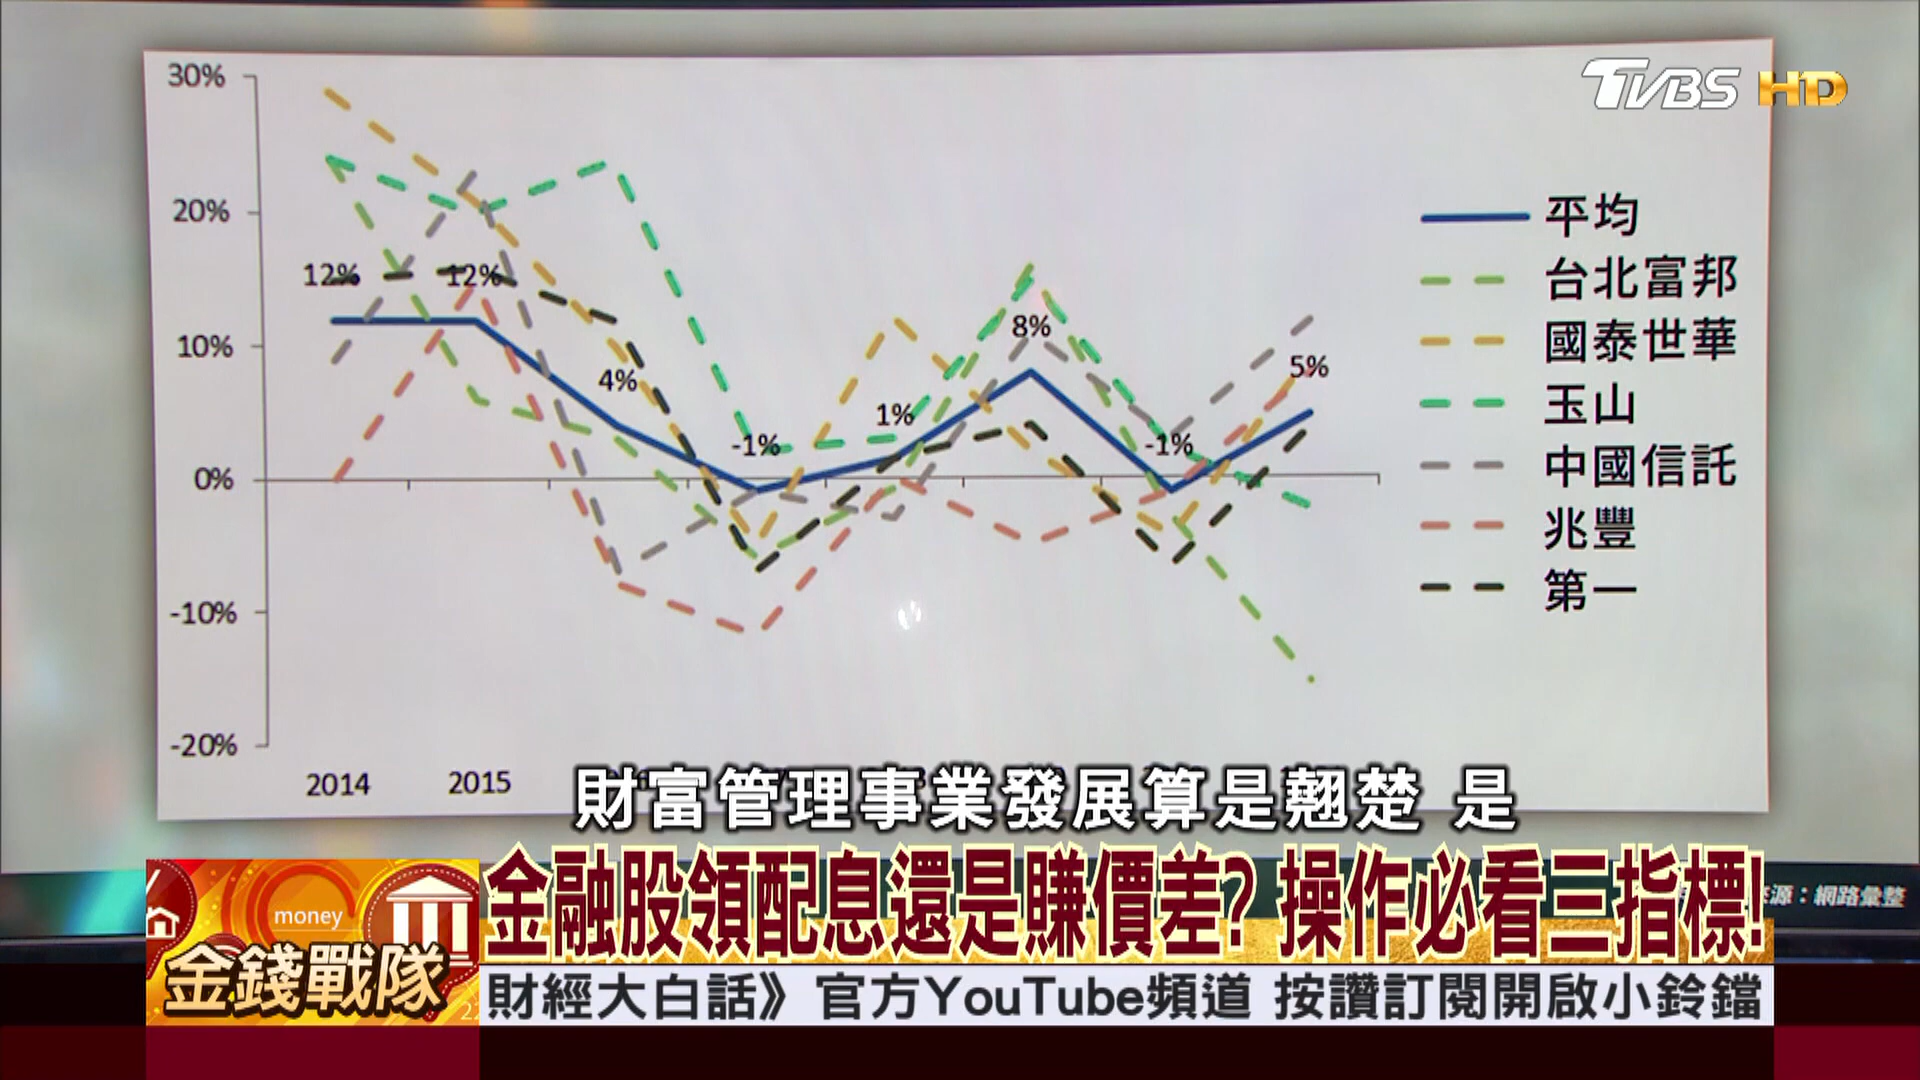 TVBS HD
30%
20%
10%
0%
-10%
-20%
12%
12%
4%
-1%
1%
8%
-1%
5%
平均
台北富邦
國泰世華
玉山
中國信託
兆豐
第一
2014
2015
財富管理事業發展算是翹楚 是
money
金錢戰隊
金融股領配息還是賺價差? 操作必看三指標!
源：網路彙整
財經大白話》官方YouTube頻道 按讚訂閱開啟小鈴鐺